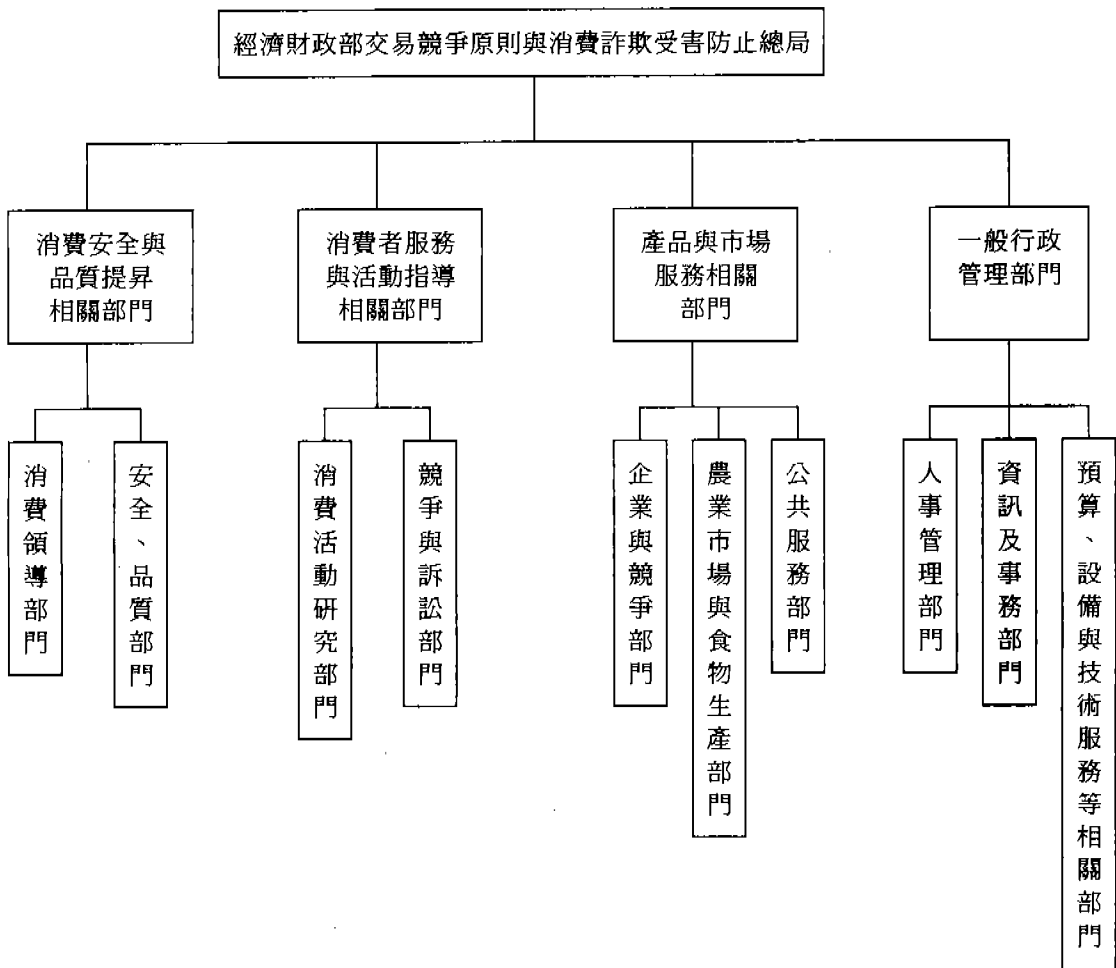 經濟財政部交易競爭原則與消費詐欺受害防止總局
消費安全與
品質提昇
相關部門
消費者服務
與活動指導
相關部門
產品與市場
服務相關
部門
一般行政
管理部門
消費領導部門
安全、品質部門
消費活動研究部門
競爭與訴訟部門
企業與競爭部門
農業市場與食物生產部門
公共服務部門
人事管理部門
資訊及事務部門
預算、設備與技術服務等相關部門